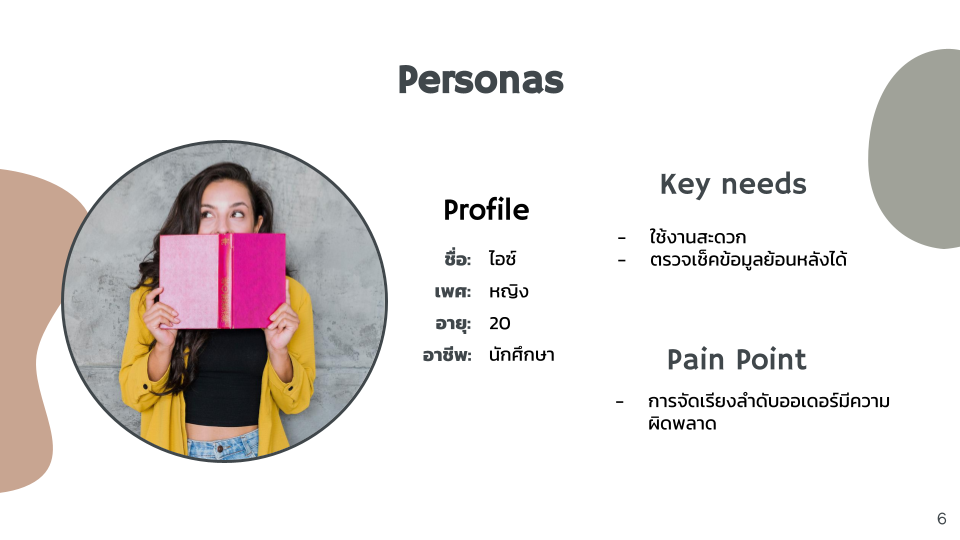 Personas
Profile
ชื่อ: ไอซ์
เพศ: หญิง
อายุ: 20
อาชีพ: นักศึกษา
Key needs
- ใช้งานสะดวก
- ตรวจเช็คข้อมูลย้อนหลังได้
Pain Point
- การจัดเรียงลำดับออเดอร์มีความ
ผิดพลาด
6